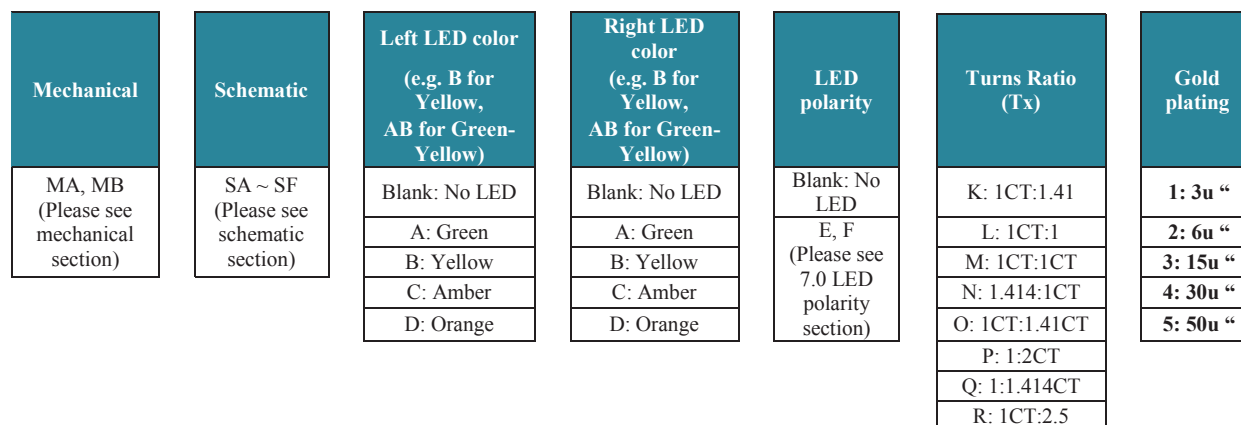 Mechanical
MA, MB
(Please see
mechanical
section)
Schematic
SA ~ SF
(Please see
schematic
section)
Left LED color
(e.g. B for
Yellow,
AB for Green-
Yellow)
Blank: No LED
A: Green
B: Yellow
C: Amber
D: Orange
Right LED
color
(e.g. B for
Yellow,
AB for Green-
Yellow)
Blank: No LED
A: Green
B: Yellow
C: Amber
D: Orange
LED
polarity
Blank: No
LED
E, F
(Please see
7.0 LED
polarity
section)
Turns Ratio
(Tx)
K: 1CT:1.41
L: 1CT:1
M: 1CT:1CT
N: 1.414:1CT
O: 1CT:1.41CT
P: 1:2CT
Q: 1:1.414CT
R: 1CT:2.5
Gold
plating
1: 3u “
2: 6u “
3: 15u “
4: 30u “
5: 50u “